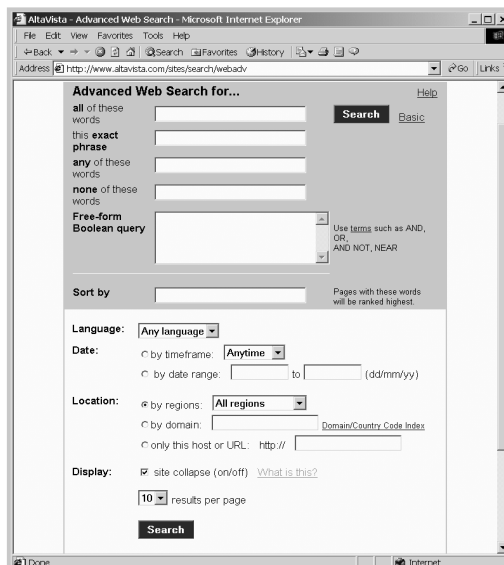 AltaVista - Advanced Web Search - Microsoft Internet Explorer
File Edit View Favorites Tools Help
Back Search Favorites History
Address http://www.altavista.com/sites/search/webadv Go Links
Advanced Web Search for... Help
all of these words Search Basic
this exact phrase
any of these words
none of these words
Free-form Boolean query
Use terms such as AND,
OR,
AND NOT, NEAR
Sort by
Pages with these words
will be ranked highest.
Language: Any language
Date: by timeframe: Anytime
by date range: to (dd/mm/yy)
Location: by regions: All regions
by domain: Domain/Country Code Index
only this host or URL: http://
Display: site collapse (on/off) What is this?
10 results per page
Search
Done Internet